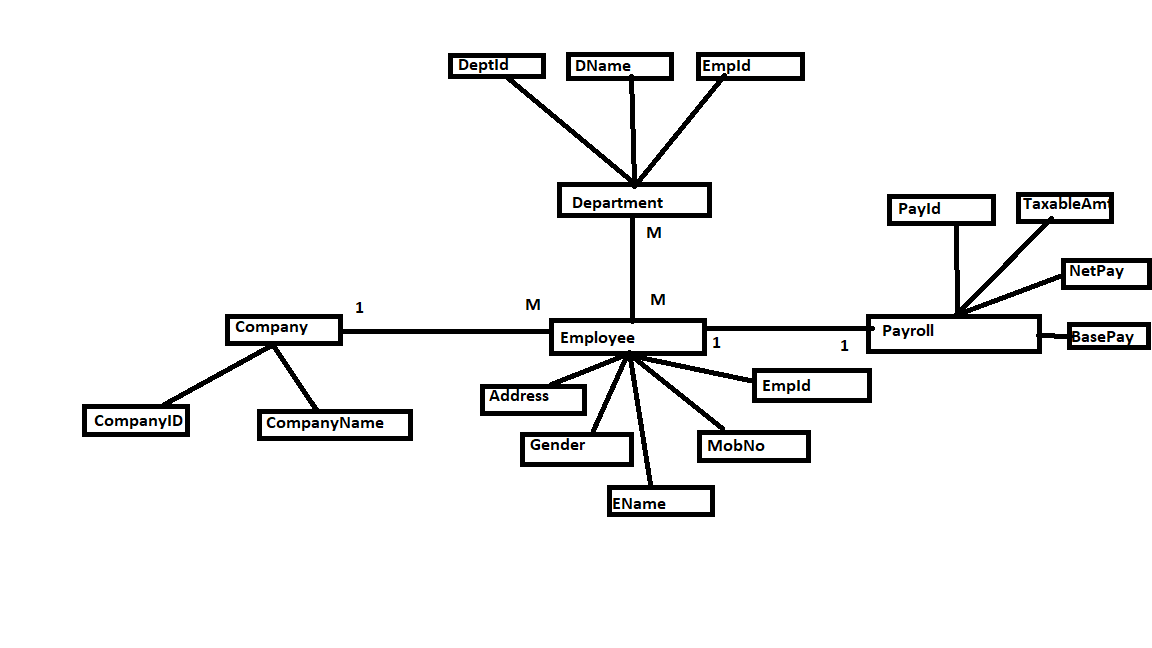 DeptId
DName
EmpId
Department
M
PayId
TaxableAmt
NetPay
BasePay
M
1
M
Company
Employee
1
1
Payroll
Address
EmpId
CompanyID
CompanyName
Gender
MobNo
EName